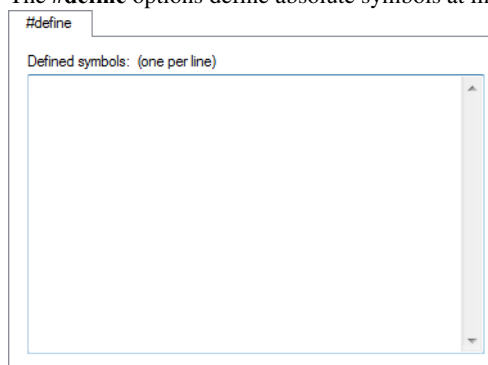 The #define options define absolute symbols at
#define
Defined symbols: (one per line)